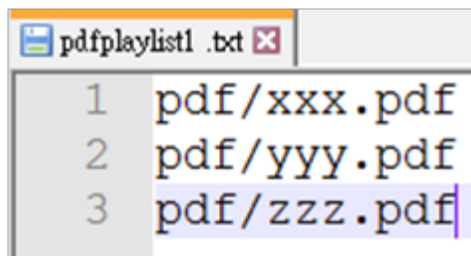 pdfplaylist1 .txt
1 pdf/xxx.pdf
2 pdf/yyy.pdf
3 pdf/zzz.pdf